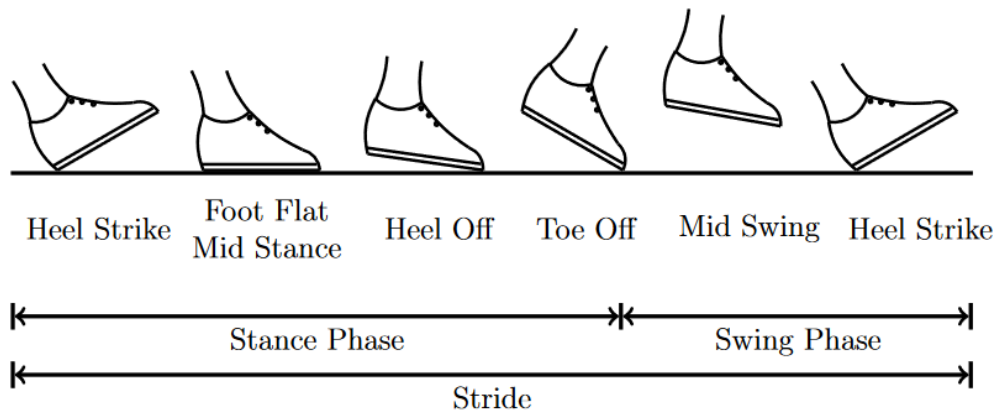 Heel Strike
Foot Flat
Mid Stance
Heel Off
Toe Off
Mid Swing
Heel Strike
Stance Phase
Swing Phase
Stride